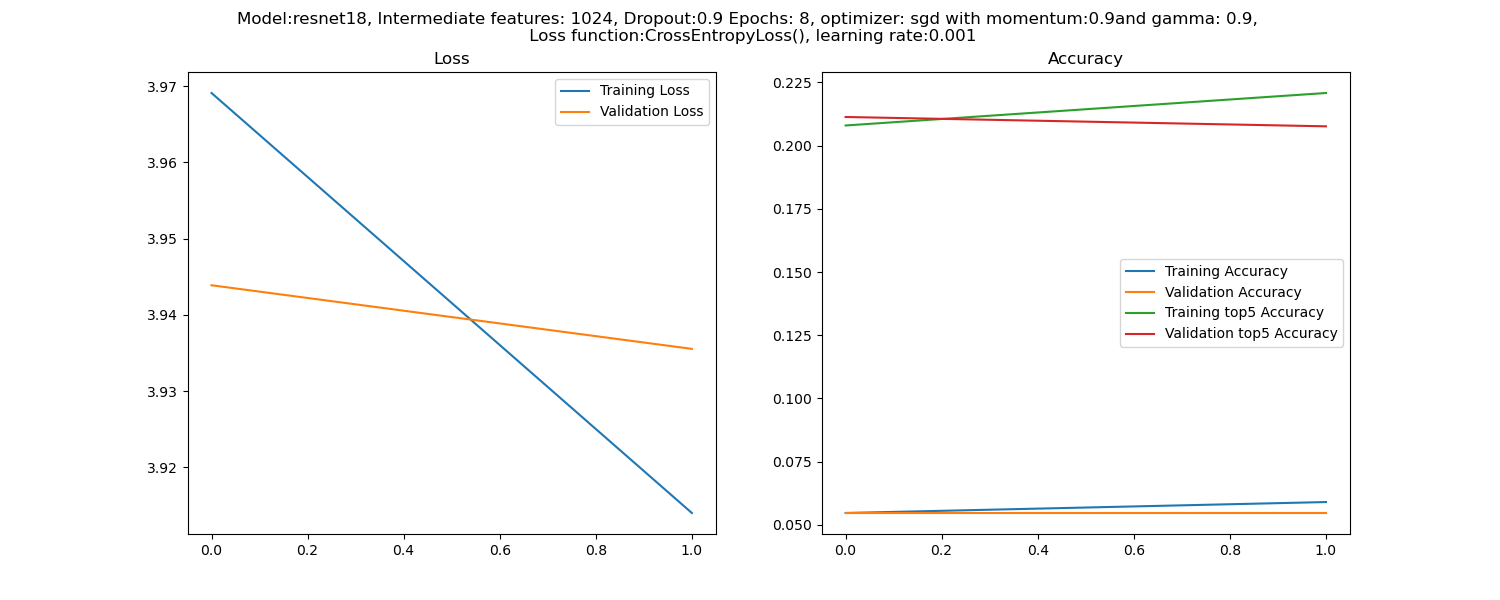 Model:resnet18, Intermediate features: 1024, Dropout:0.9 Epochs: 8, optimizer: sgd with momentum:0.9and gamma: 0.9,
Loss function:CrossEntropyLoss(), learning rate:0.001
Loss
3.97
3.96
3.95
3.94
3.93
3.92
0.0 0.2 0.4 0.6 0.8 1.0
Training Loss
Validation Loss
Accuracy
0.225
0.200
0.175
0.150
0.125
0.100
0.075
0.050
0.0 0.2 0.4 0.6 0.8 1.0
Training Accuracy
Validation Accuracy
Training top5 Accuracy
Validation top5 Accuracy